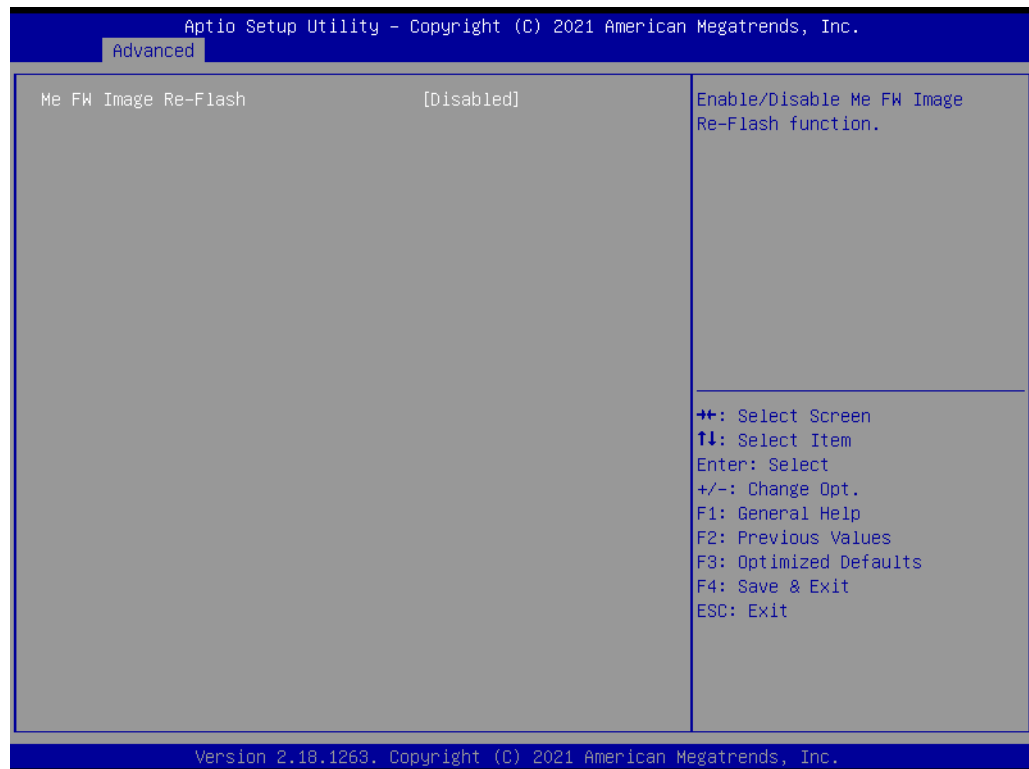 Aptio Setup Utility – Copyright (C) 2021 American Megatrends, Inc.
Advanced
Me FW Image Re-Flash [Disabled]
Enable/Disable Me FW Image
Re-Flash function.
→←: Select Screen
↑↓: Select Item
Enter: Select
+/-: Change Opt.
F1: General Help
F2: Previous Values
F3: Optimized Defaults
F4: Save & Exit
ESC: Exit
Version 2.18.1263. Copyright (C) 2021 American Megatrends, Inc.